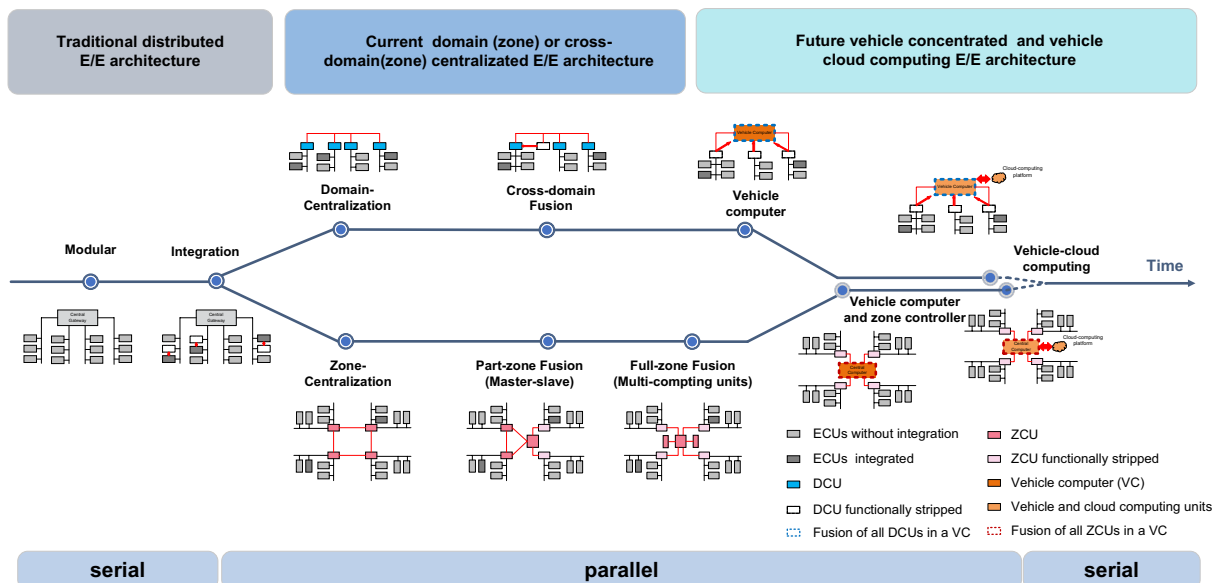 Traditional distributed
E/E architecture
Current domain (zone) or cross-
domain(zone) centralizated E/E architecture
Future vehicle concentrated and vehicle
cloud computing E/E architecture
Vehicle Computer
Cloud-computing
platform
Vehicle Computer
Domain-
Centralization
Cross-domain
Fusion
Vehicle
computer
Modular
Integration
Vehicle-cloud
computing
Time
Central
Gateway
Central
Gateway
Vehicle computer
and zone controller
Zone-
Centralization
Part-zone Fusion
(Master-slave)
Full-zone Fusion
(Multi-compting units)
Central
Computer
Central
Computer
Cloud-computing
platform
ECUs without integration
ECUs integrated
DCU
DCU functionally stripped
Fusion of all DCUs in a VC
ZCU
ZCU functionally stripped
Vehicle computer (VC)
Vehicle and cloud computing units
Fusion of all ZCUs in a VC
serial
parallel
serial